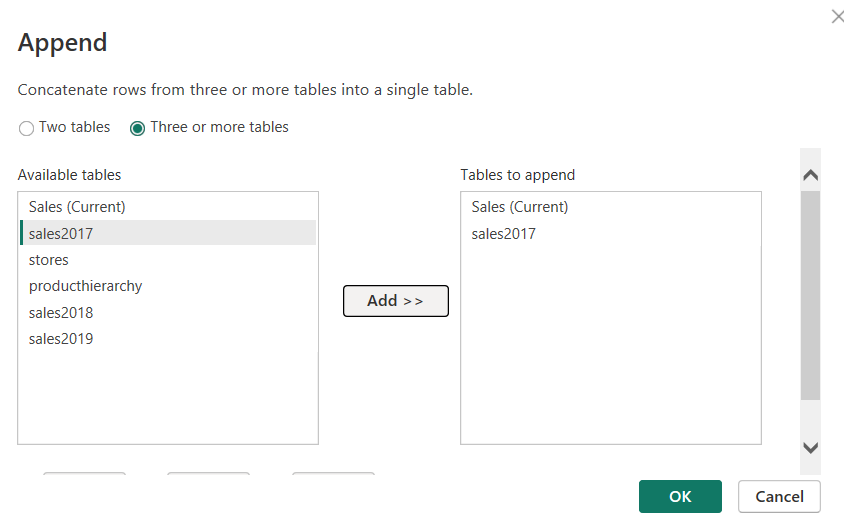 Append
Concatenate rows from three or more tables into a single table.
Two tables
Three or more tables
Available tables
Sales (Current)
sales2017
stores
producthierarchy
sales2018
sales2019
Add >>
Tables to append
Sales (Current)
sales2017
OK
Cancel